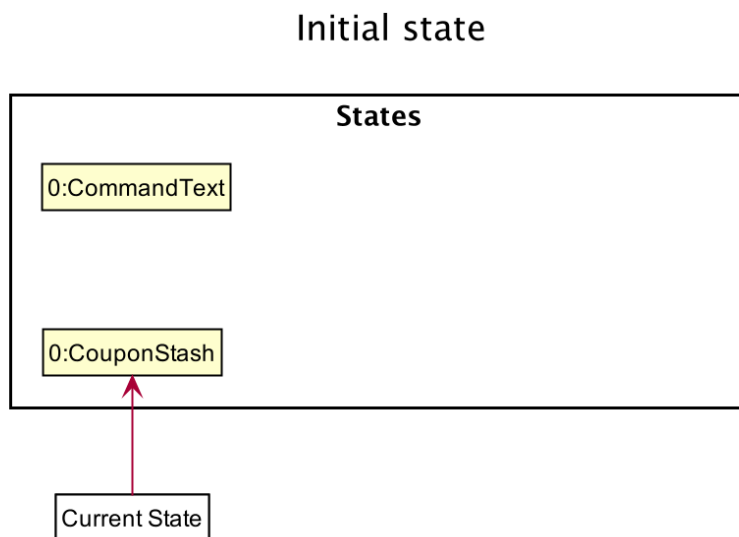 Initial state
States
0:CommandText
0:CouponStash
Current State